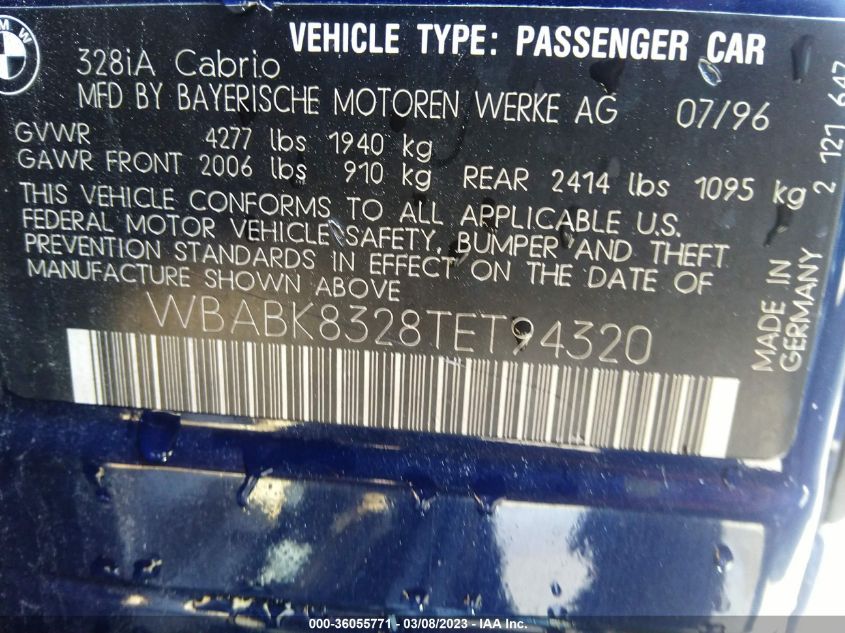 BMW
VEHICLE TYPE: PASSENGER CAR
328iA Cabrio
MFD BY BAYERISCHE MOTOREN WERKE AG 07/96
GVWR 4277 lbs 1940 kg
GAWR FRONT 2006 lbs 910 kg REAR 2414 lbs 1095 kg
THIS VEHICLE CONFORMS TO ALL APPLICABLE U.S.
FEDERAL MOTOR VEHICLE SAFETY, BUMPER AND THEFT
PREVENTION STANDARDS IN EFFECT ON THE DATE OF
MANUFACTURE SHOWN ABOVE
WBABK8328TET94320
2 121 647
MADE IN
GERMANY
000-36055771 — 03/08/2023 — IAA Inc.